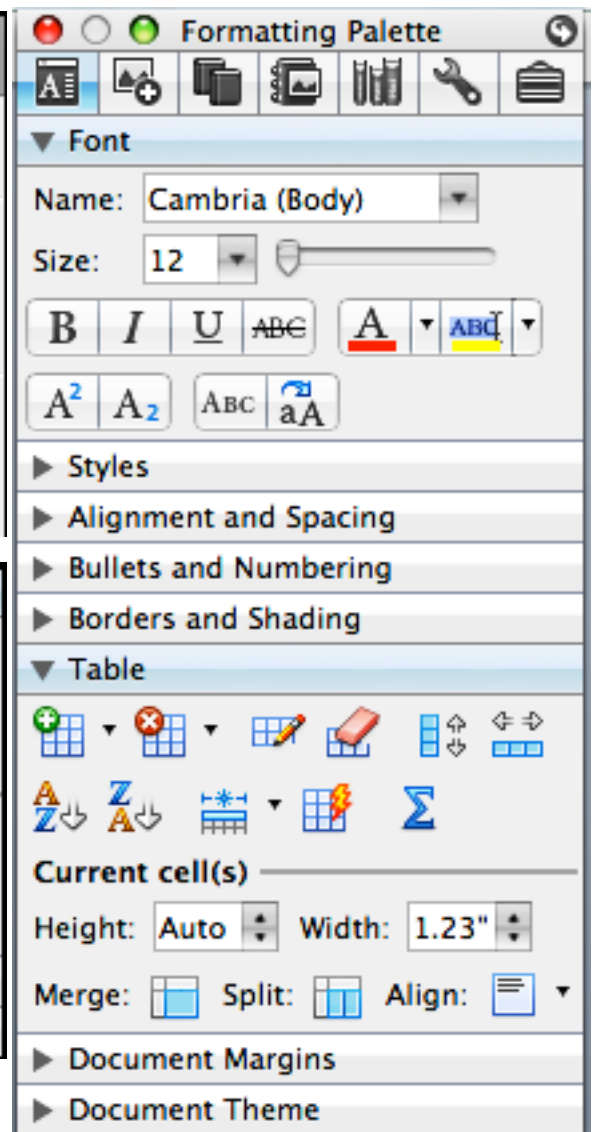 Formatting Palette
A
Font
Name: Cambria (Body)
Size: 12
B I U ABC A ABC
A2 A2 ABC aA
Styles
Alignment and Spacing
Bullets and Numbering
Borders and Shading
Table
A Z Z A Σ
Current cell(s)
Height: Auto Width: 1.23"
Merge: Split: Align:
Document Margins
Document Theme